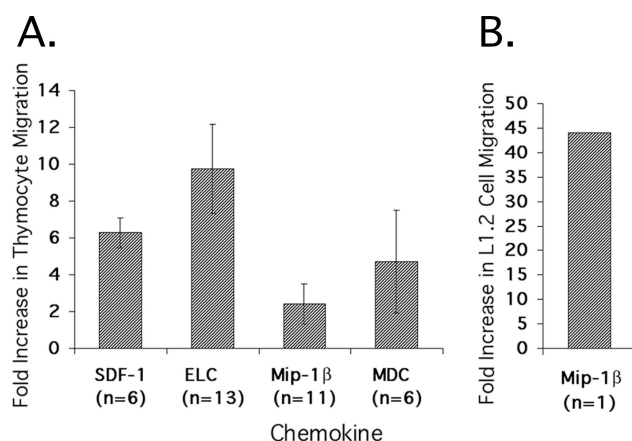 A.
Fold Increase in Thymocyte Migration
14
12
10
8
6
4
2
0
SDF-1 ELC Mip-1β MDC
(n=6) (n=13) (n=11) (n=6)
Chemokine
B.
Fold Increase in L1.2 Cell Migration
50
45
40
35
30
25
20
15
10
5
0
Mip-1β
(n=1)